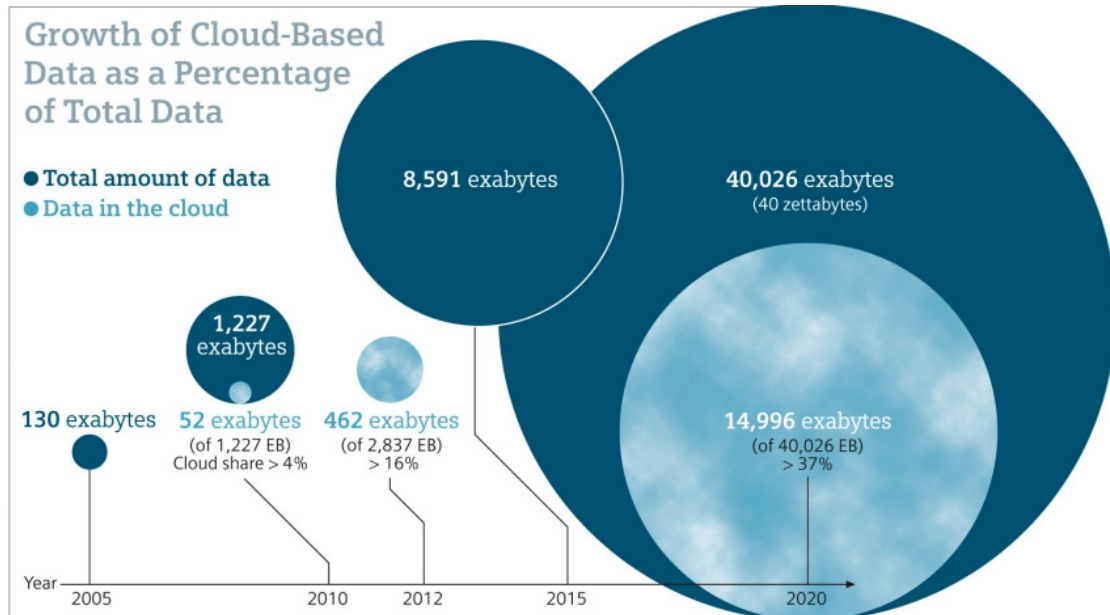 Growth of Cloud-Based
Data as a Percentage
of Total Data
Total amount of data
Data in the cloud
8,591 exabytes
40,026 exabytes
(40 zettabytes)
1,227
exabytes
130 exabytes
52 exabytes
(of 1,227 EB)
Cloud share > 4%
462 exabytes
(of 2,837 EB)
> 16%
14,996 exabytes
(of 40,026 EB)
> 37%
Year
2005
2010
2012
2015
2020